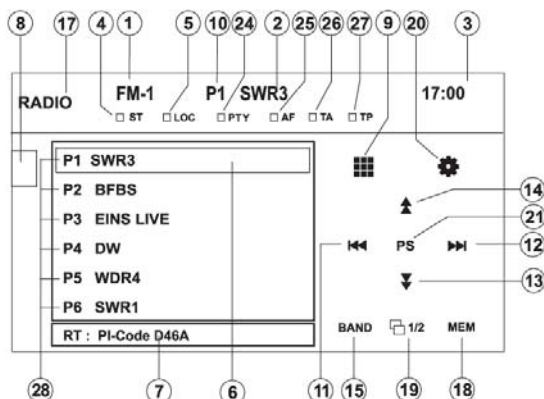 8 17 4 1 5 10 24 25 2 26 27 9 20 3
RADIO FM-1 P1 SWR3 17:00
ST LOC PTY AF TA TP
P1 SWR3
P2 BFBS
P3 EINS LIVE
P4 DW
P5 WDR4
P6 SWR1
RT : PI-Code D46A
14
PS 21
11 12
13
BAND 1/2 MEM
28 7 6 11 15 19 18